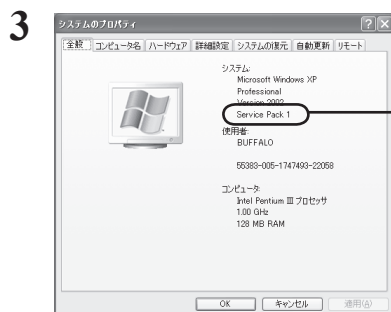 3
システムのプロパティ
全般 コンピュータ名 ハードウェア 詳細設定 システムの復元 自動更新 リモート
システム:
Microsoft Windows XP
Professional
Version 2002
Service Pack 1
使用者:
BUFFALO
55383-005-1747493-22058
コンピュータ:
Intel Pentium III プロセッサ
1.00 GHz
128 MB RAM
OK キャンセル 適用(A)